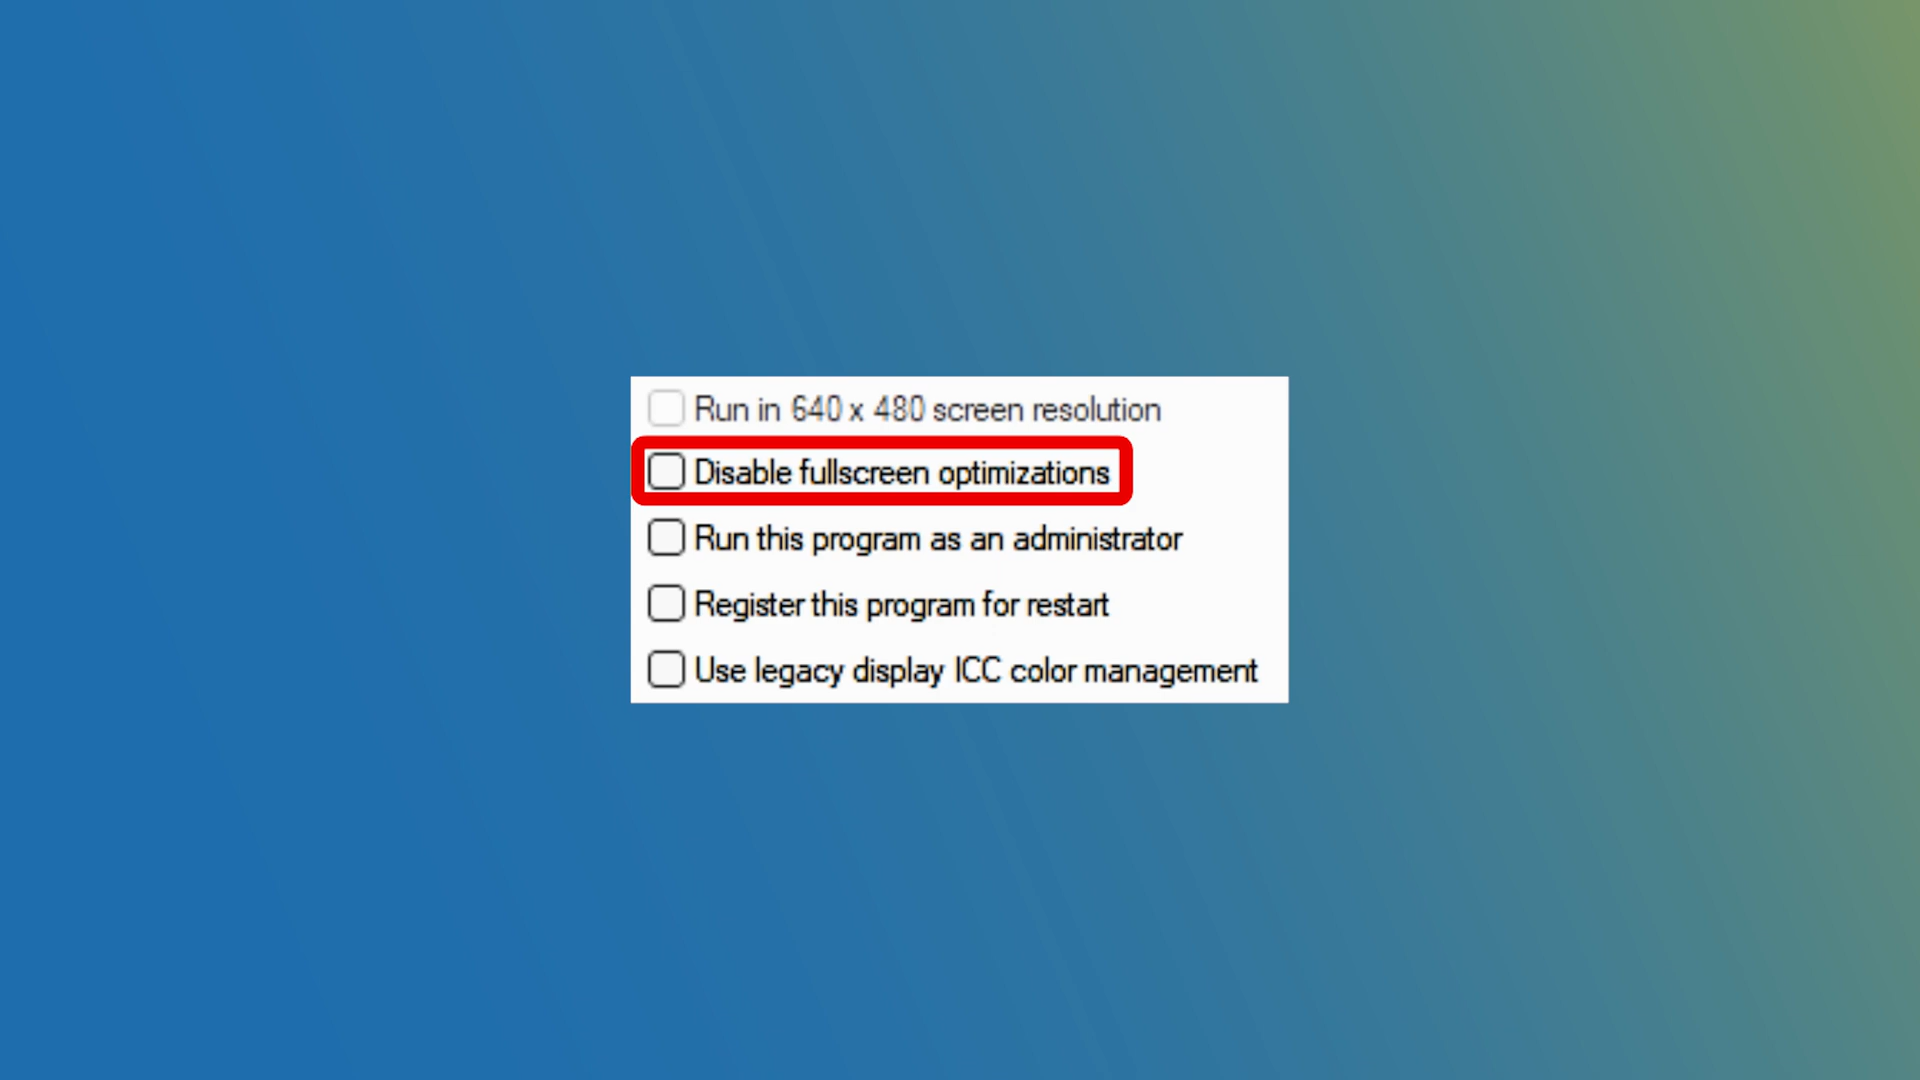 Run in 640 x 480 screen resolution
Disable fullscreen optimizations
Run this program as an administrator
Register this program for restart
Use legacy display ICC color management